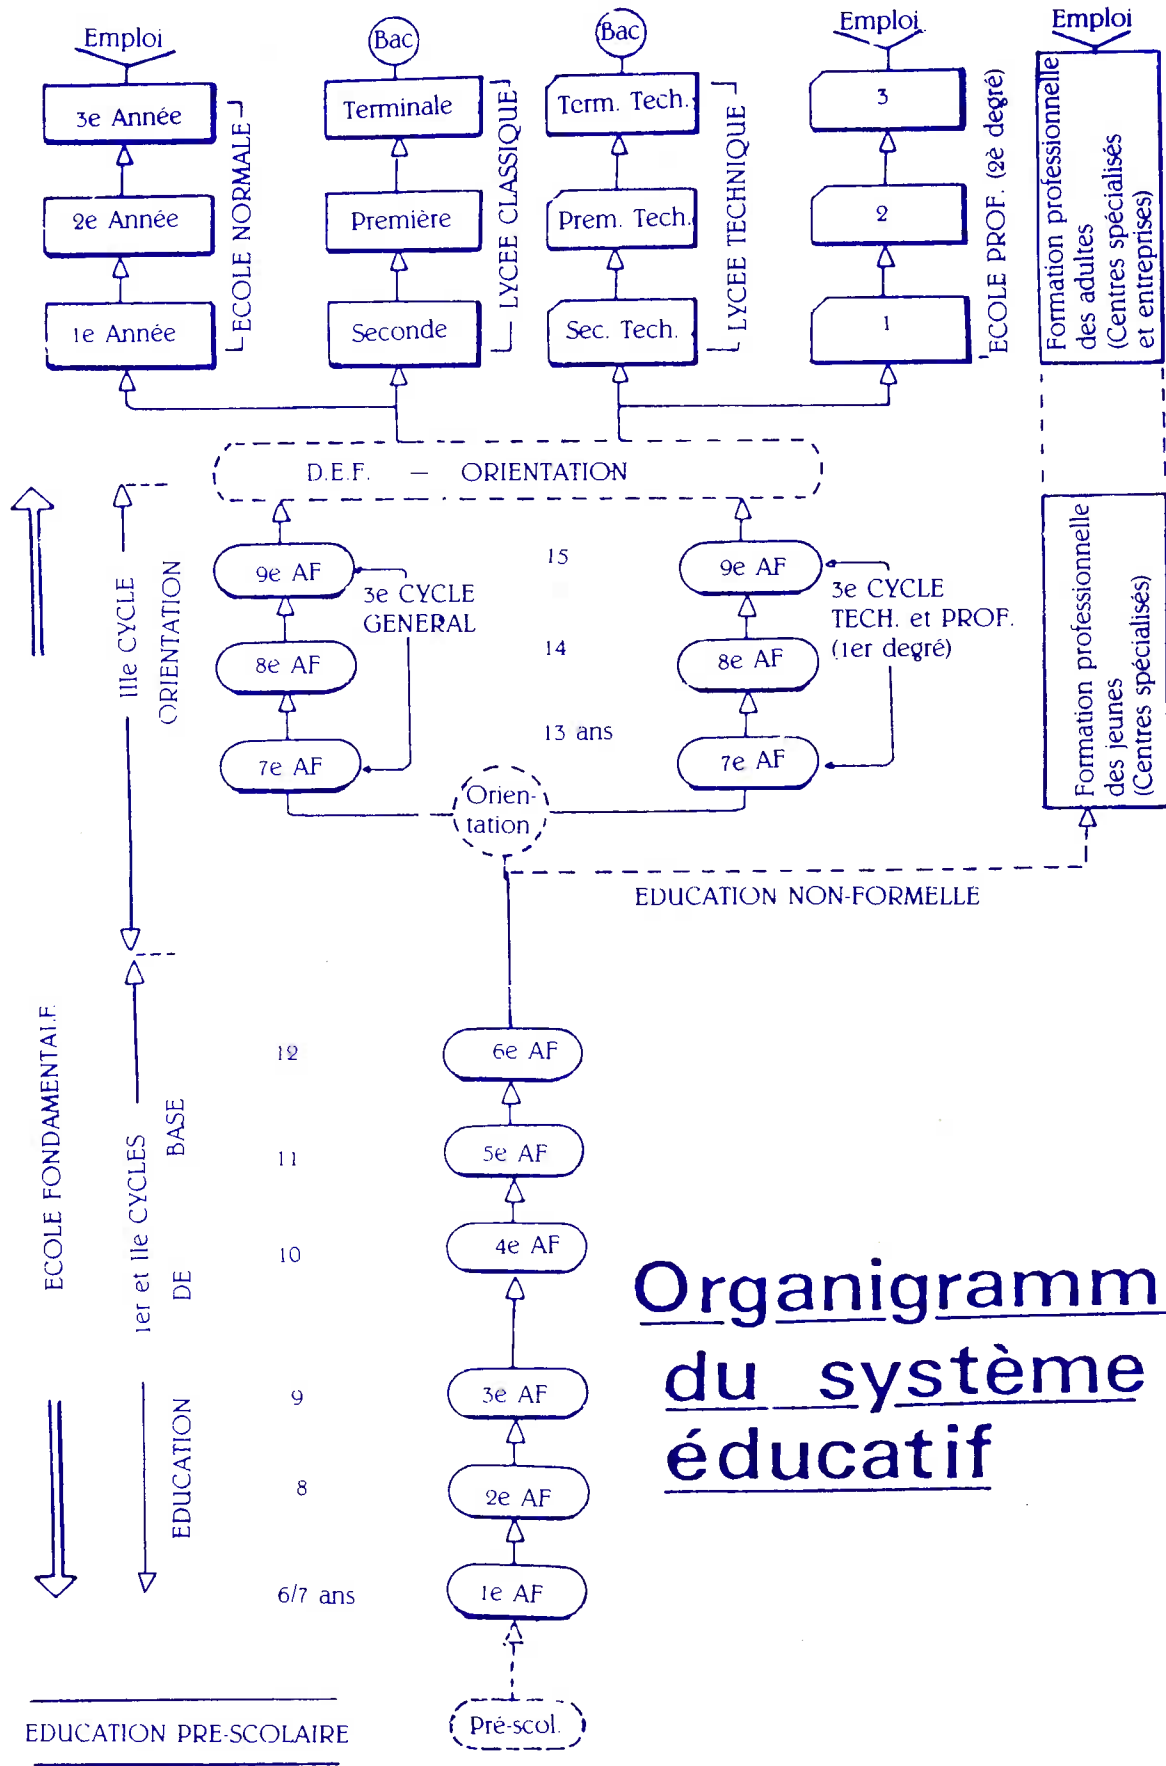 Emploi
Bac
Bac
Emploi
Emploi
3e Année
Terminale
Term. Tech.
3
2e Année
Première
Prem. Tech.
2
1e Année
Seconde
Sec. Tech.
1
ECOLE NORMALE
LYCEE CLASSIQUE
LYCEE TECHNIQUE
ECOLE PROF. (2è degré)
Formation professionnelle
des adultes
(Centres spécialisés
et entreprises)
D.E.F. — ORIENTATION
IIIe CYCLE
ORIENTATION
9e AF
15
9e AF
3e CYCLE
GENERAL
3e CYCLE
TECH. et PROF.
(1er degré)
8e AF
14
8e AF
13 ans
7e AF
7e AF
Formation professionnelle
des jeunes
(Centres spécialisés)
Orien-
tation
EDUCATION NON-FORMELLE
ECOLE FONDAMENTALE
1er et IIe CYCLES
EDUCATION DE BASE
12
6e AF
11
5e AF
10
4e AF
9
3e AF
8
2e AF
6/7 ans
1e AF
Organigramm
du système
éducatif
EDUCATION PRE-SCOLAIRE
Pré-scol.